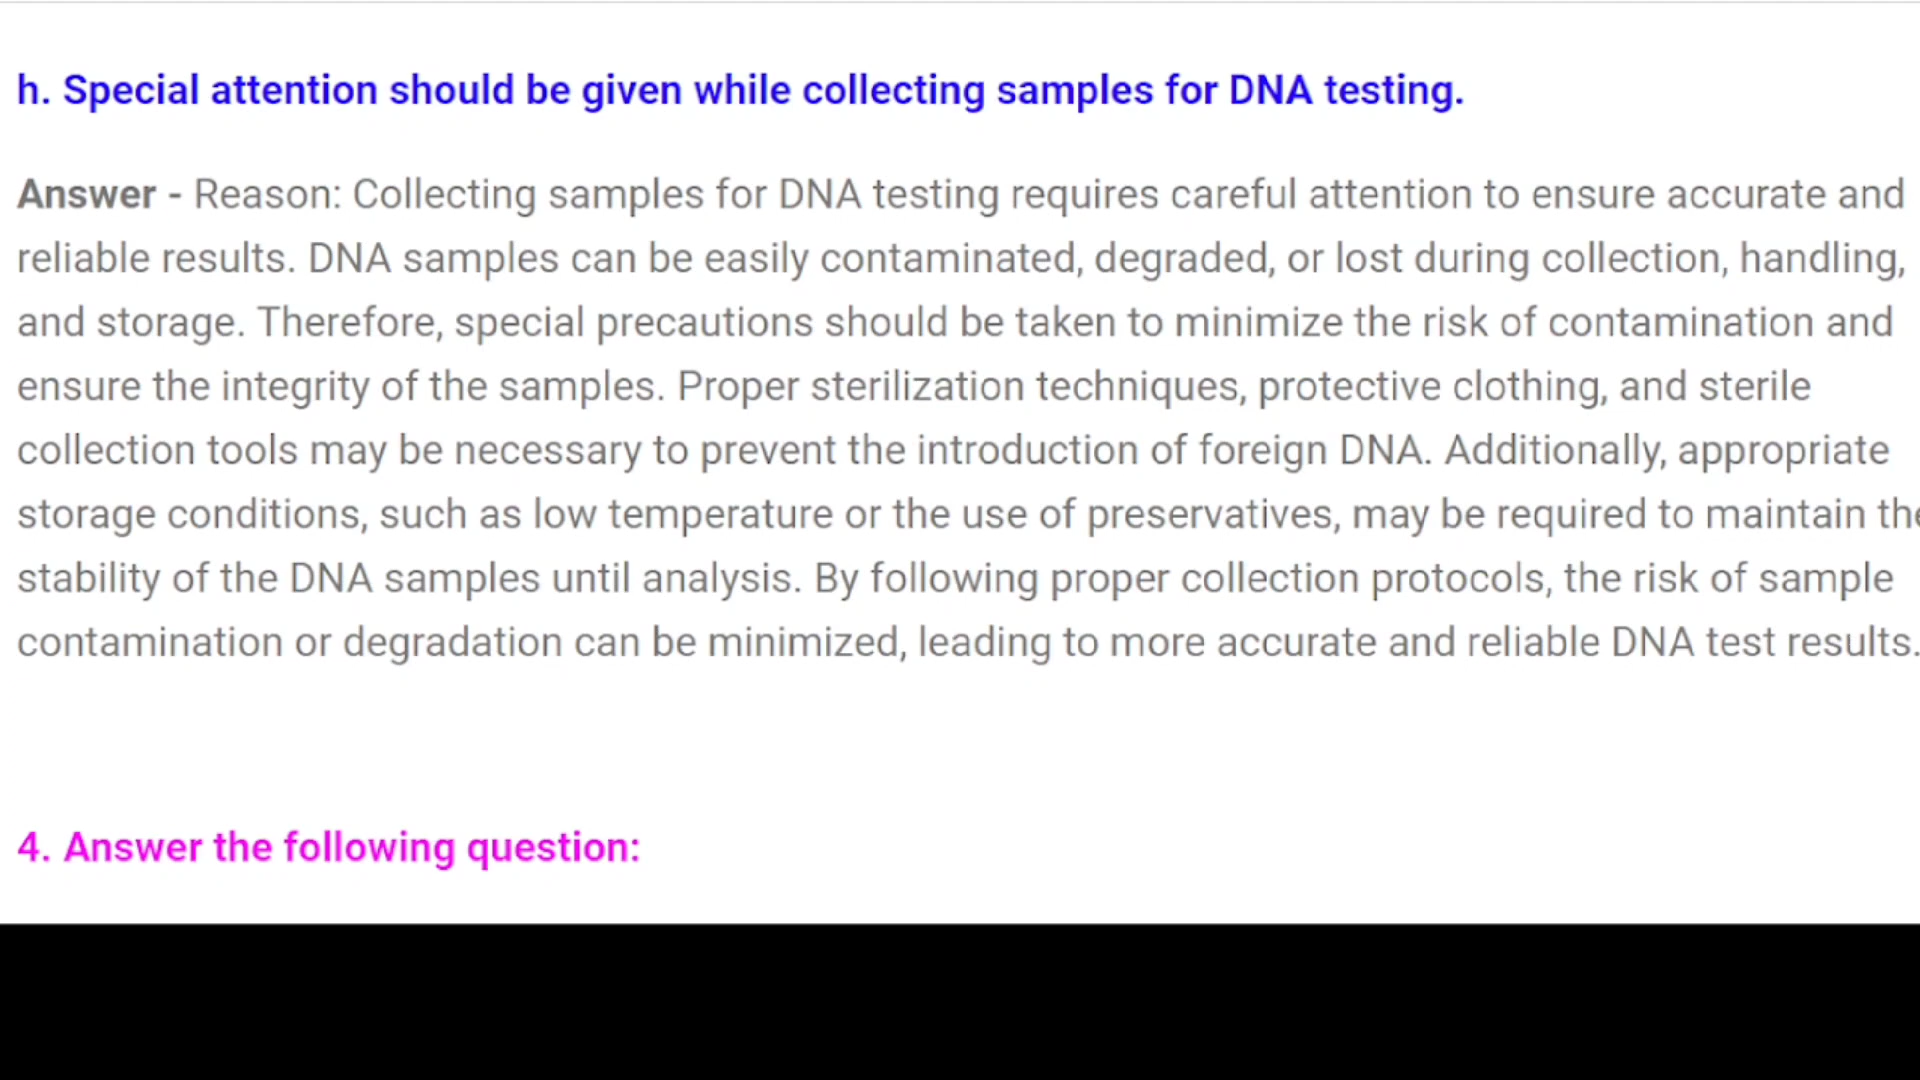 h. Special attention should be given while collecting samples for DNA testing.
Answer - Reason: Collecting samples for DNA testing requires careful attention to ensure accurate and
reliable results. DNA samples can be easily contaminated, degraded, or lost during collection, handling,
and storage. Therefore, special precautions should be taken to minimize the risk of contamination and
ensure the integrity of the samples. Proper sterilization techniques, protective clothing, and sterile
collection tools may be necessary to prevent the introduction of foreign DNA. Additionally, appropriate
storage conditions, such as low temperature or the use of preservatives, may be required to maintain the
stability of the DNA samples until analysis. By following proper collection protocols, the risk of sample
contamination or degradation can be minimized, leading to more accurate and reliable DNA test results.
4. Answer the following question: